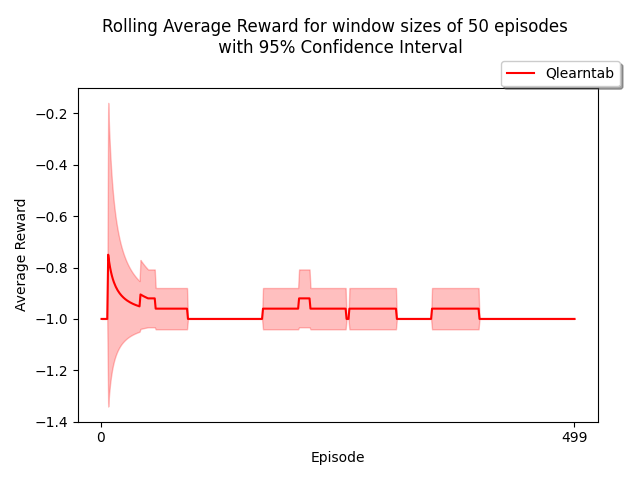 Rolling Average Reward for window sizes of 50 episodes
with 95% Confidence Interval
Qlearntab
−0.2
−0.4
−0.6
−0.8
−1.0
−1.2
−1.4
Average Reward
0
499
Episode